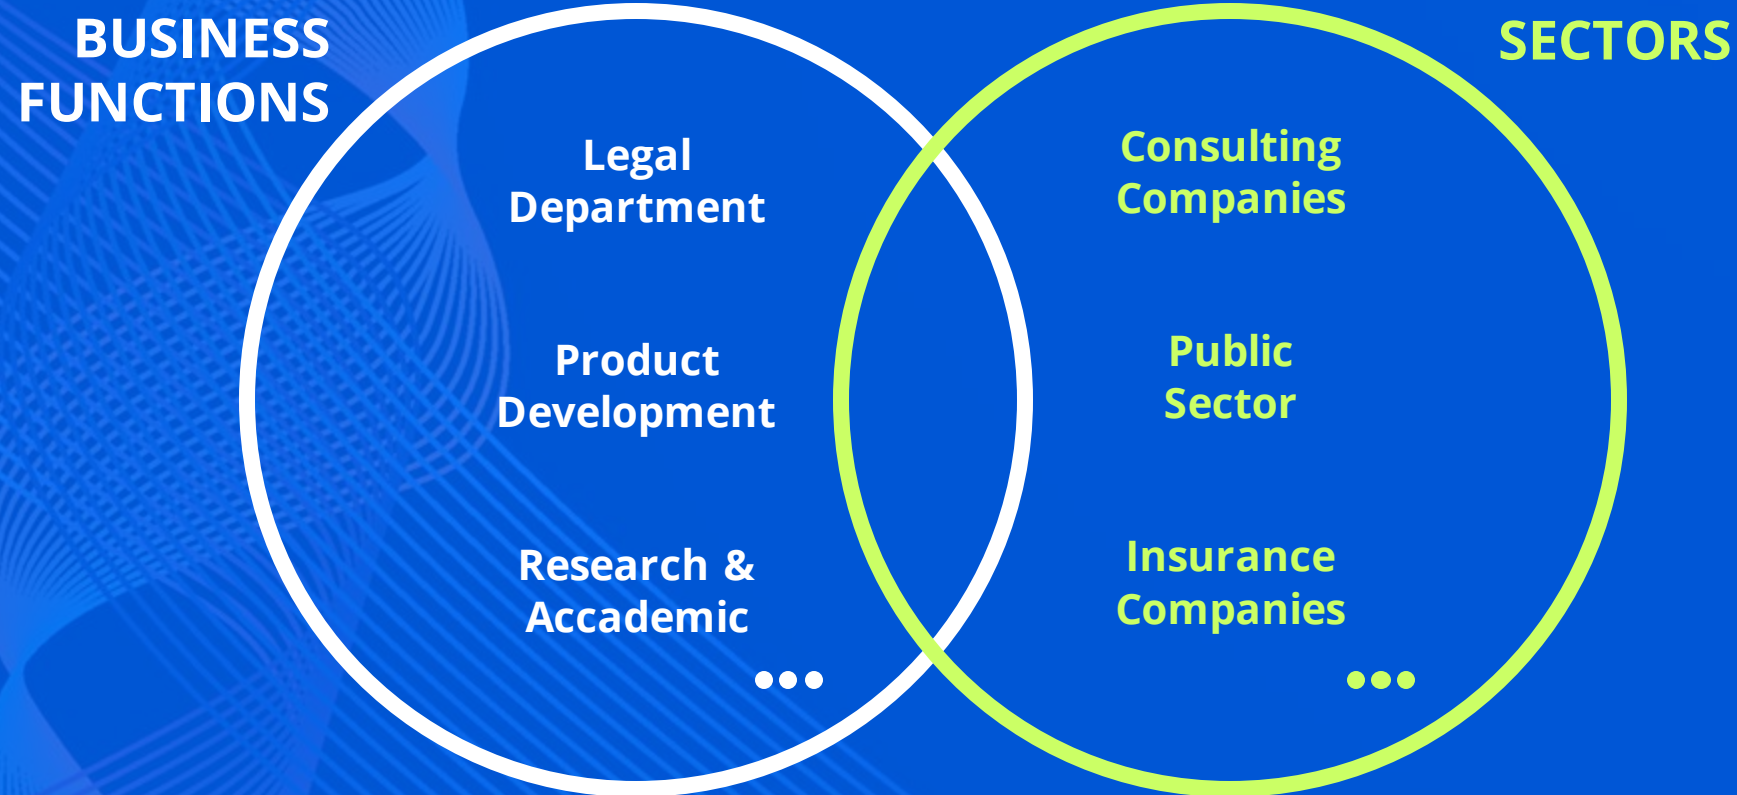 BUSINESS
FUNCTIONS
Legal
Department
Product
Development
Research &
Accademic
SECTORS
Consulting
Companies
Public
Sector
Insurance
Companies